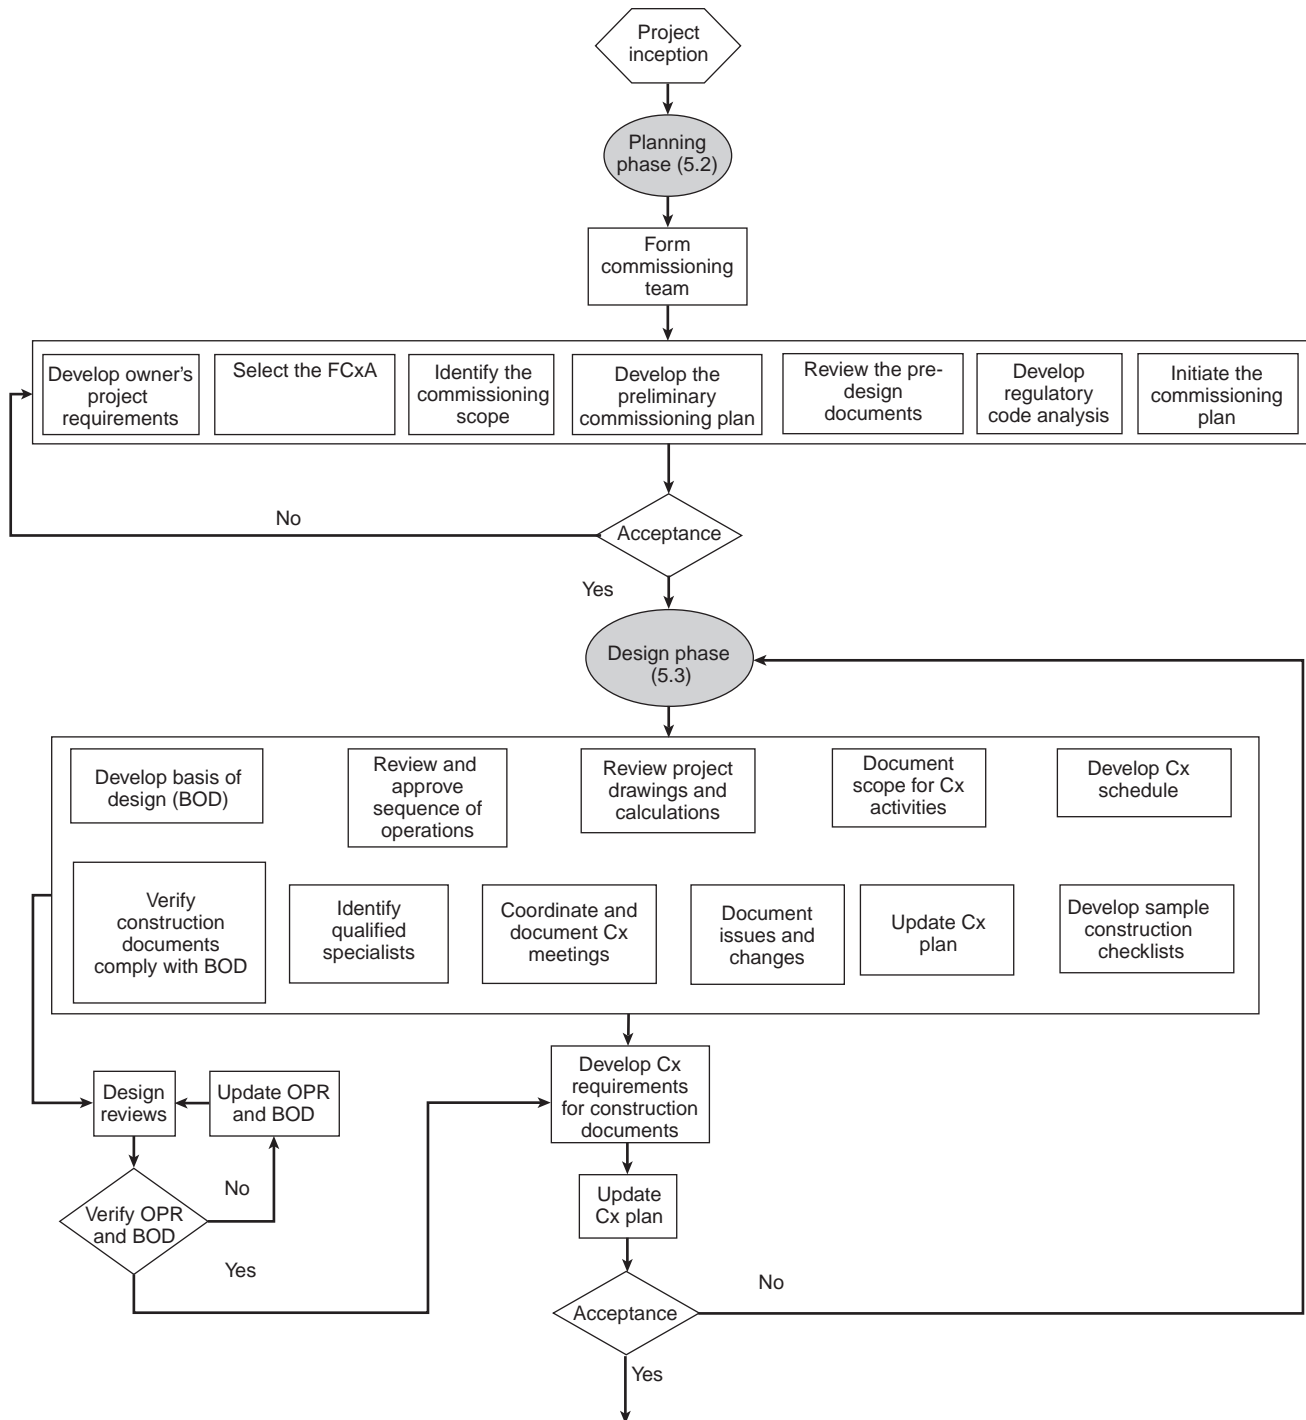 Project
inception
Planning
phase (5.2)
Form
commissioning
team
Develop owner's
project
requirements
Select the FCxA
Identify the
commissioning
scope
Develop the
preliminary
commissioning plan
Review the pre-
design
documents
Develop
regulatory
code analysis
Initiate the
commissioning
plan
No
Acceptance
Yes
Design phase
(5.3)
Develop basis of
design (BOD)
Review and
approve
sequence of
operations
Review project
drawings and
calculations
Document
scope for Cx
activities
Develop Cx
schedule
Verify
construction
documents
comply with BOD
Identify
qualified
specialists
Coordinate and
document Cx
meetings
Document
issues and
changes
Update Cx
plan
Develop sample
construction
checklists
Design
reviews
Update OPR
and BOD
Develop Cx
requirements
for construction
documents
No
Verify OPR
and BOD
Yes
Update
Cx plan
No
Acceptance
Yes